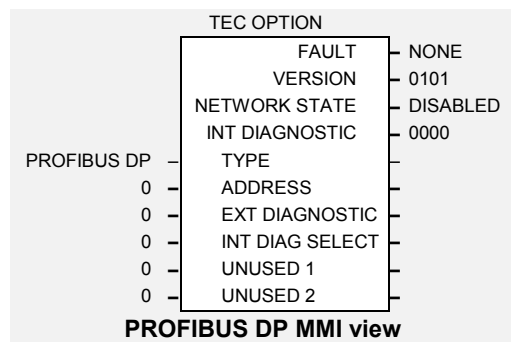 TEC OPTION
FAULT NONE
VERSION 0101
NETWORK STATE DISABLED
INT DIAGNOSTIC 0000
PROFIBUS DP TYPE
0 ADDRESS
0 EXT DIAGNOSTIC
0 INT DIAG SELECT
0 UNUSED 1
0 UNUSED 2
PROFIBUS DP MMI view